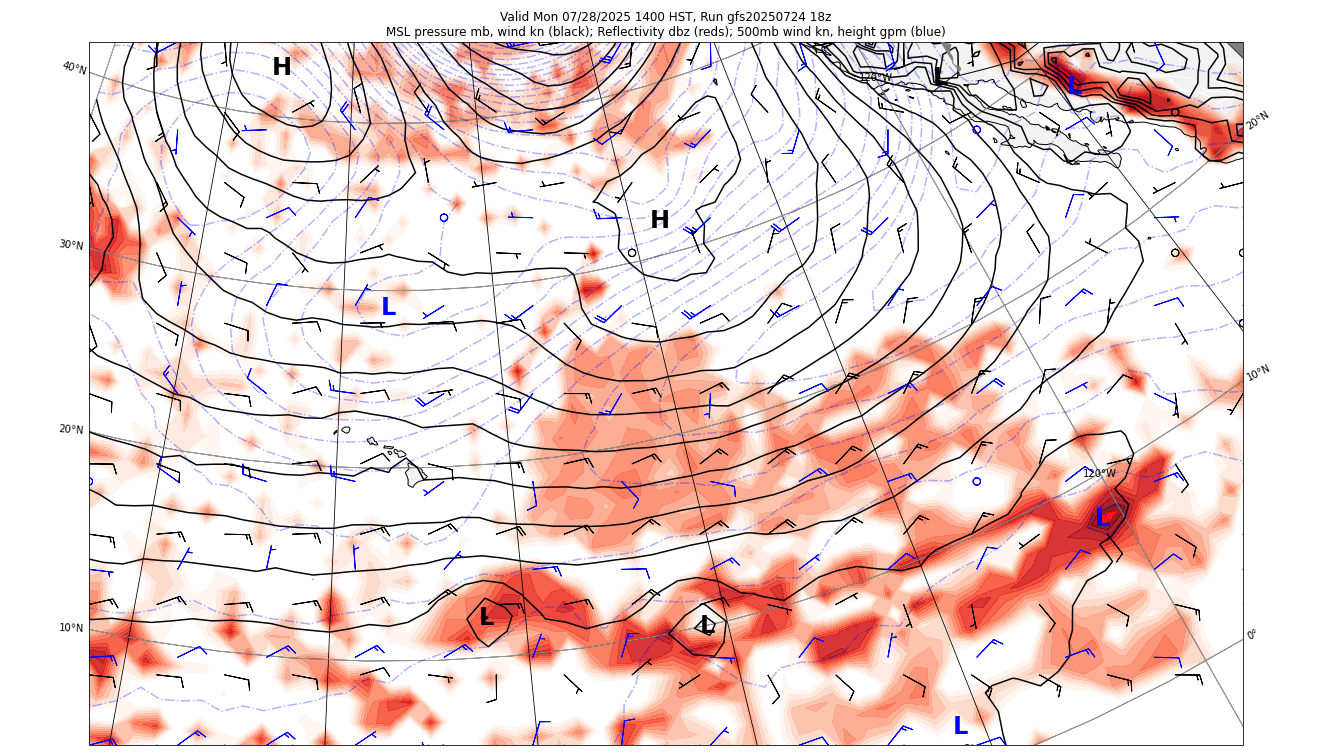 Valid Mon 07/28/2025 1400 HST, Run gfs20250724 18z
MSL pressure mb, wind kn (black); Reflectivity dbz (reds); 500mb wind kn, height gpm (blue)
40°N
H
120°W
L
L
20°N
30°N
H
L
10°N
20°N
120°W
L
10°N
L
L
0°
L